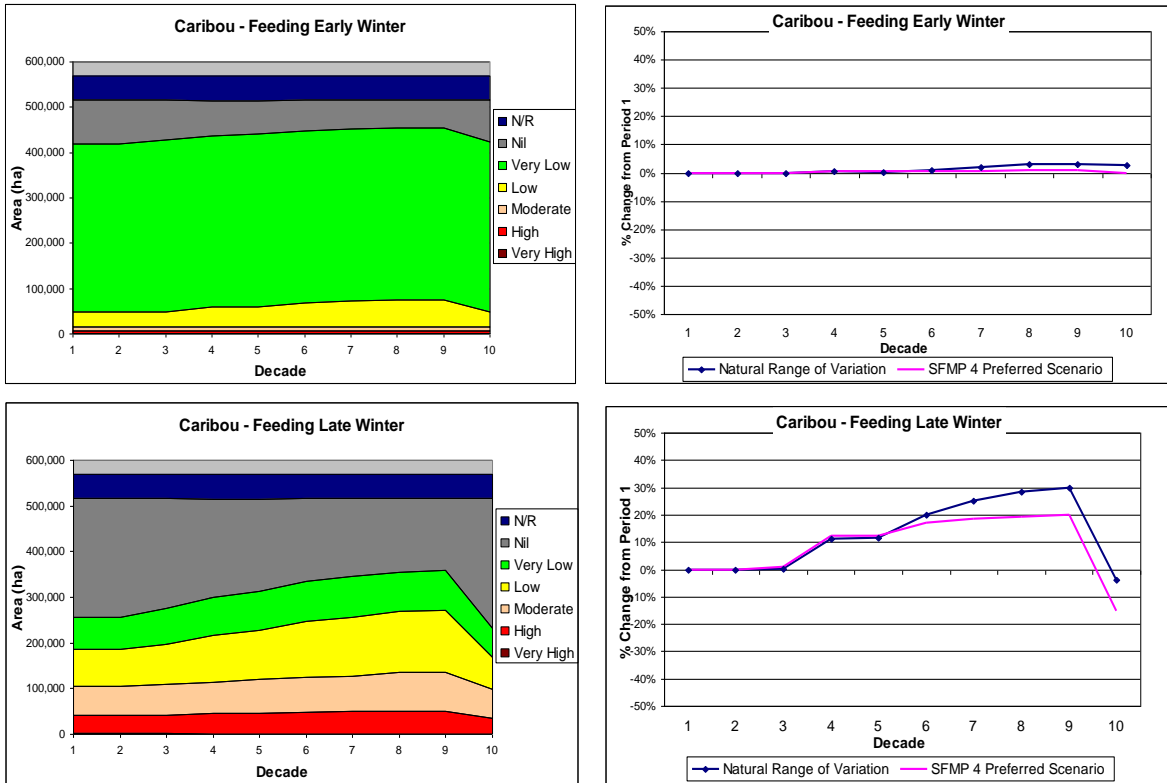 Caribou - Feeding Early Winter
600,000
500,000
400,000
300,000
200,000
100,000
0
Area (ha)
1 2 3 4 5 6 7 8 9 10
Decade
N/R
Nil
Very Low
Low
Moderate
High
Very High
Caribou - Feeding Early Winter
50%
40%
30%
20%
10%
0%
-10%
-20%
-30%
-40%
-50%
% Change from Period 1
1 2 3 4 5 6 7 8 9 10
Decade
Natural Range of Variation SFMP 4 Preferred Scenario
Caribou - Feeding Late Winter
600,000
500,000
400,000
300,000
200,000
100,000
0
Area (ha)
1 2 3 4 5 6 7 8 9 10
Decade
N/R
Nil
Very Low
Low
Moderate
High
Very High
Caribou - Feeding Late Winter
50%
40%
30%
20%
10%
0%
-10%
-20%
-30%
-40%
-50%
% Change from Period 1
1 2 3 4 5 6 7 8 9 10
Decade
Natural Range of Variation SFMP 4 Preferred Scenario